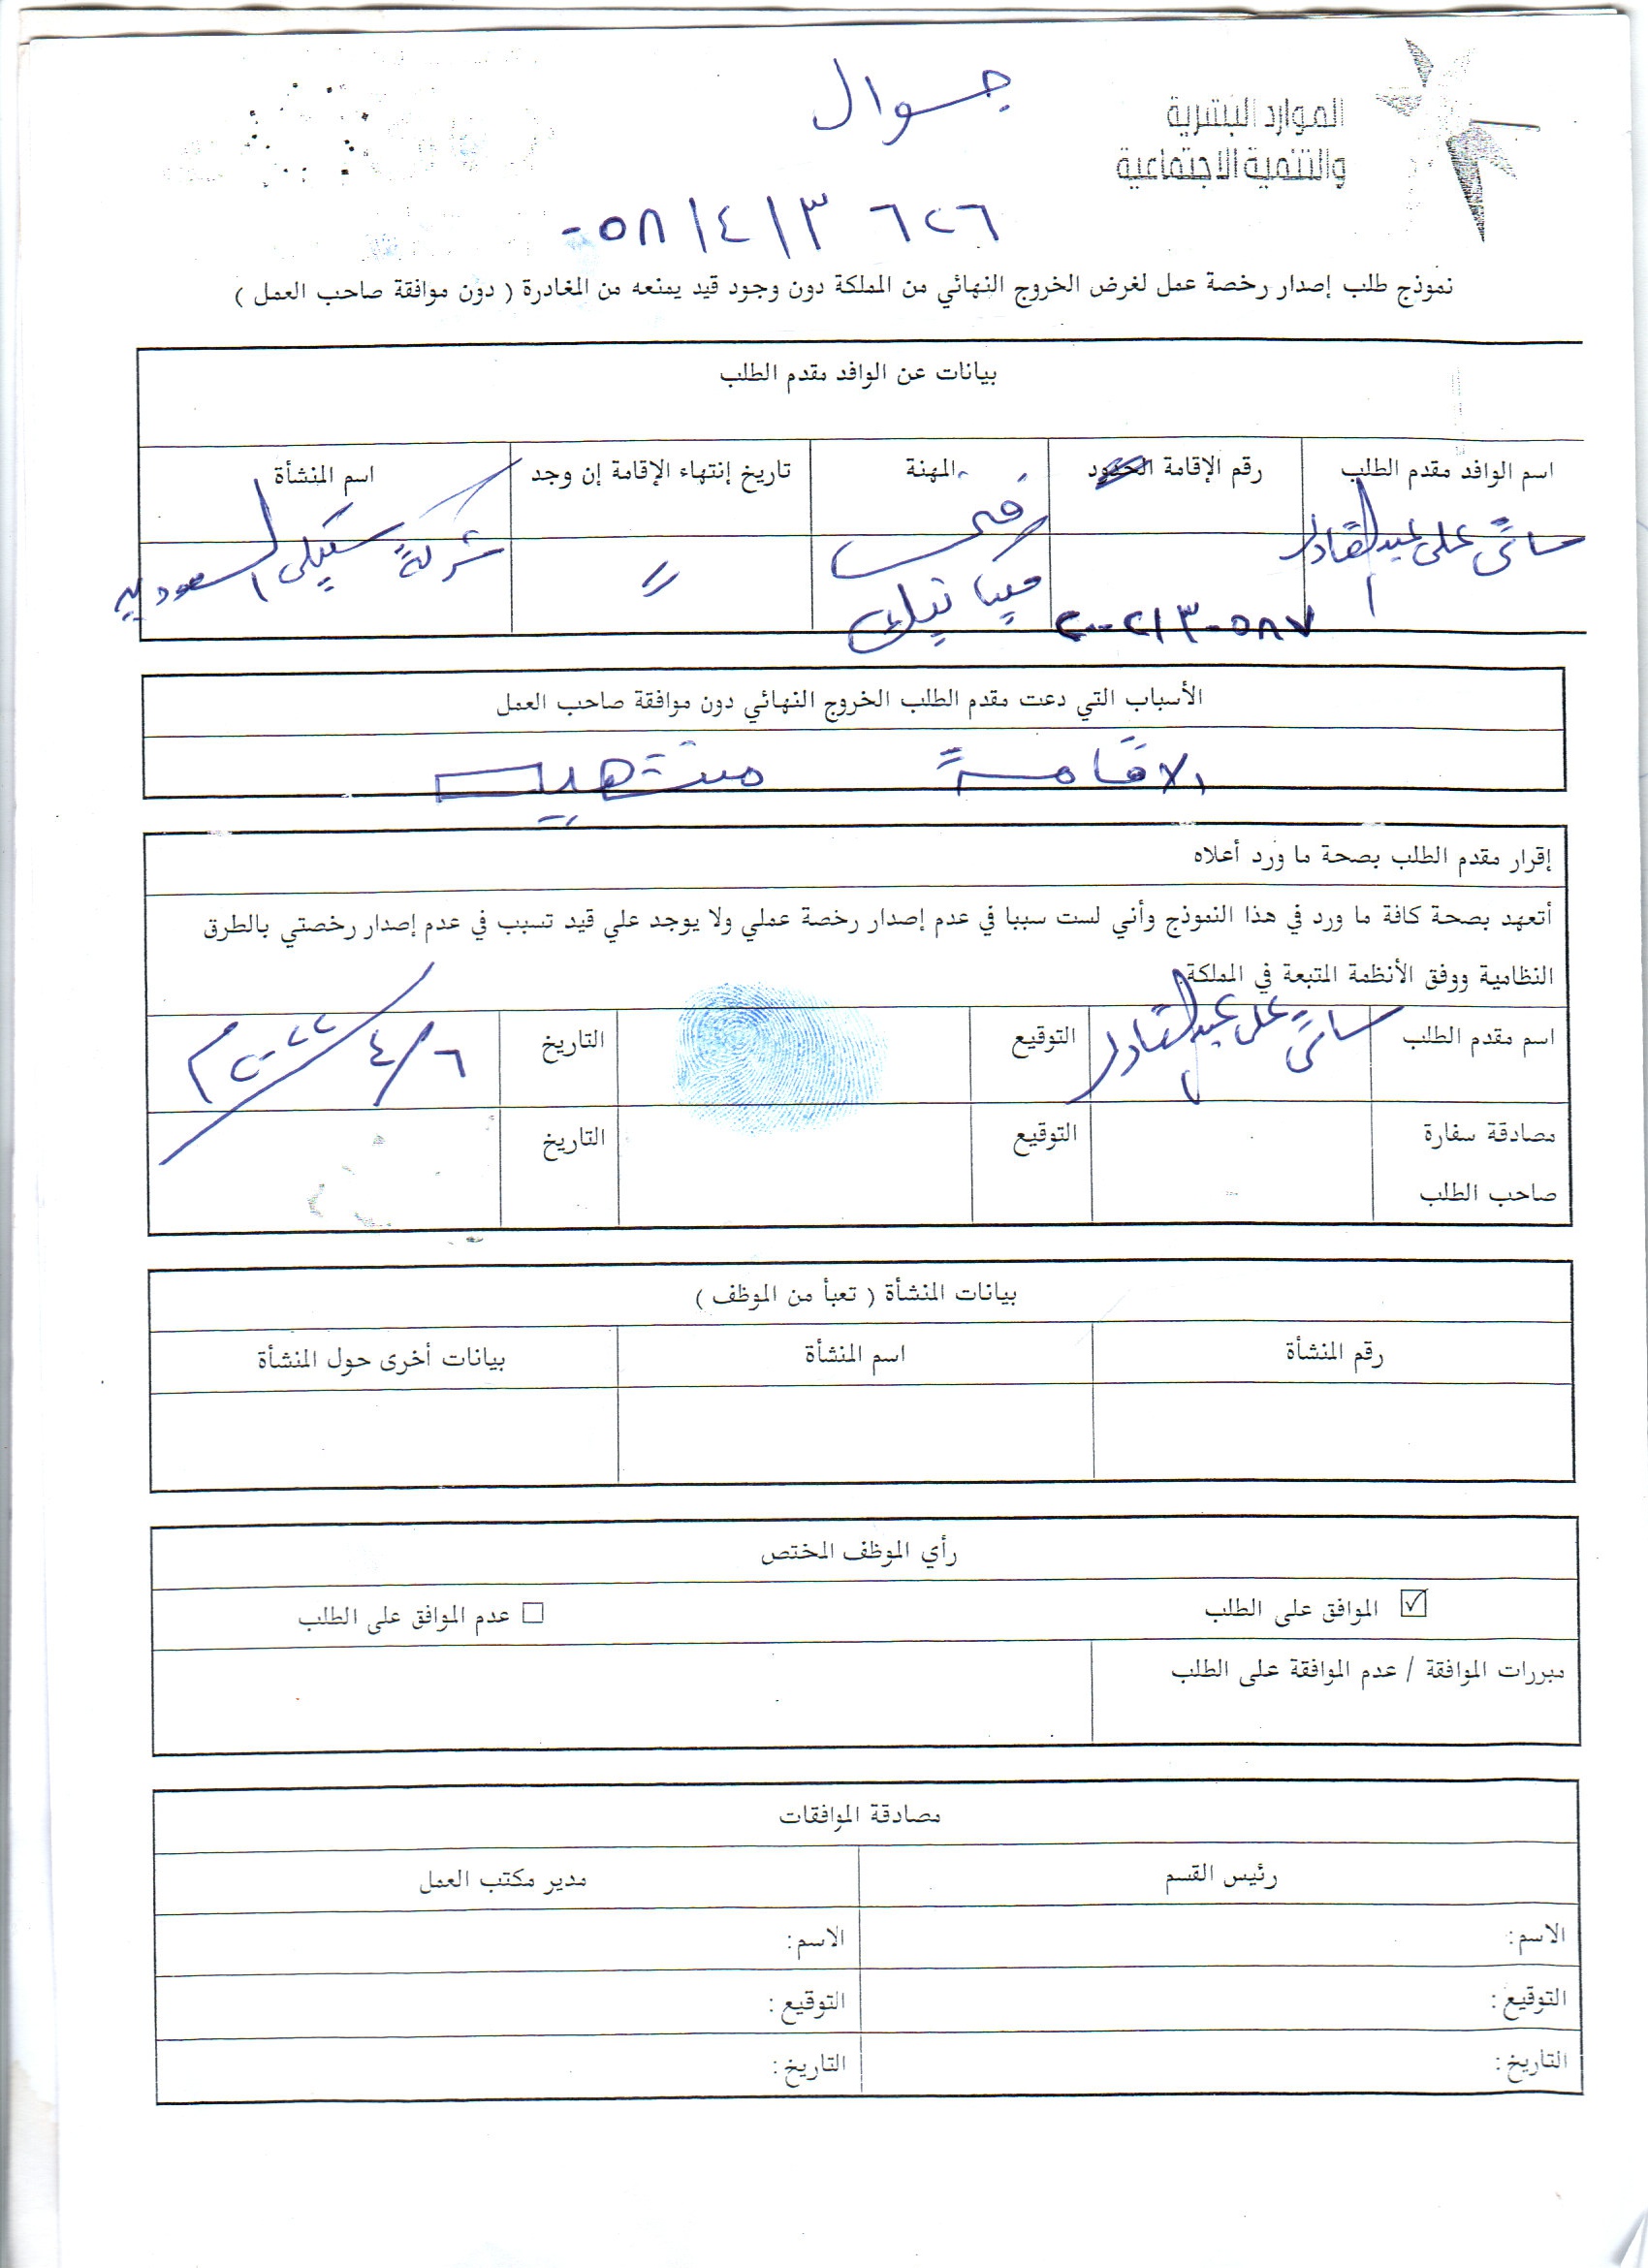 الموارد البشرية
والتنمية الاجتماعية
جوال
٠٥٨١٤١٣٦٢٦
نموذج طلب إصدار رخصة عمل لغرض الخروج النهائي من المملكة دون وجود قيد يمنعه من المغادرة ( دون موافقة صاحب العمل )
بيانات عن الوافد مقدم الطلب
اسم الوافد مقدم الطلب رقم الإقامة الحدود المهنة تاريخ إنتهاء الإقامة إن وجد اسم المنشأة
علي عبدالقادر ٢٠٠٢١٣٠٥٨٧ فني ميكانيك " شركة السعودية
الأسباب التي دعت مقدم الطلب الخروج النهائي دون موافقة صاحب العمل
الاقامة منتهية
إقرار مقدم الطلب بصحة ما ورد أعلاه
أتعهد بصحة كافة ما ورد في هذا النموذج وأني لست سببا في عدم إصدار رخصة عملي ولا يوجد علي قيد تسبب في عدم إصدار رخصتي بالطرق
النظامية ووفق الأنظمة المتبعة في المملكة.
اسم مقدم الطلب علي عبدالقادر التوقيع التاريخ ٦/٤/٢٠٢٢م
مصادقة سفارة التوقيع التاريخ
صاحب الطلب
بيانات المنشأة ( تعبأ من الموظف )
رقم المنشأة اسم المنشأة بيانات أخرى حول المنشأة
رأي الموظف المختص
☑ الموافق على الطلب ☐ عدم الموافق على الطلب
مبررات الموافقة / عدم الموافقة على الطلب
مصادقة الموافقات
رئيس القسم مدير مكتب العمل
الاسم: الاسم:
التوقيع: التوقيع:
التاريخ: التاريخ: